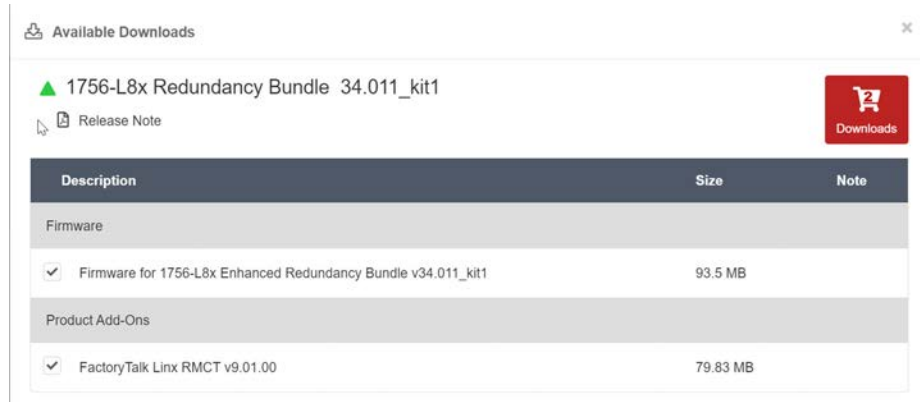 Available Downloads
1756-L8x Redundancy Bundle 34.011_kit1
Release Note
2
Downloads
Description Size Note
Firmware
Firmware for 1756-L8x Enhanced Redundancy Bundle v34.011_kit1 93.5 MB
Product Add-Ons
FactoryTalk Linx RMCT v9.01.00 79.83 MB